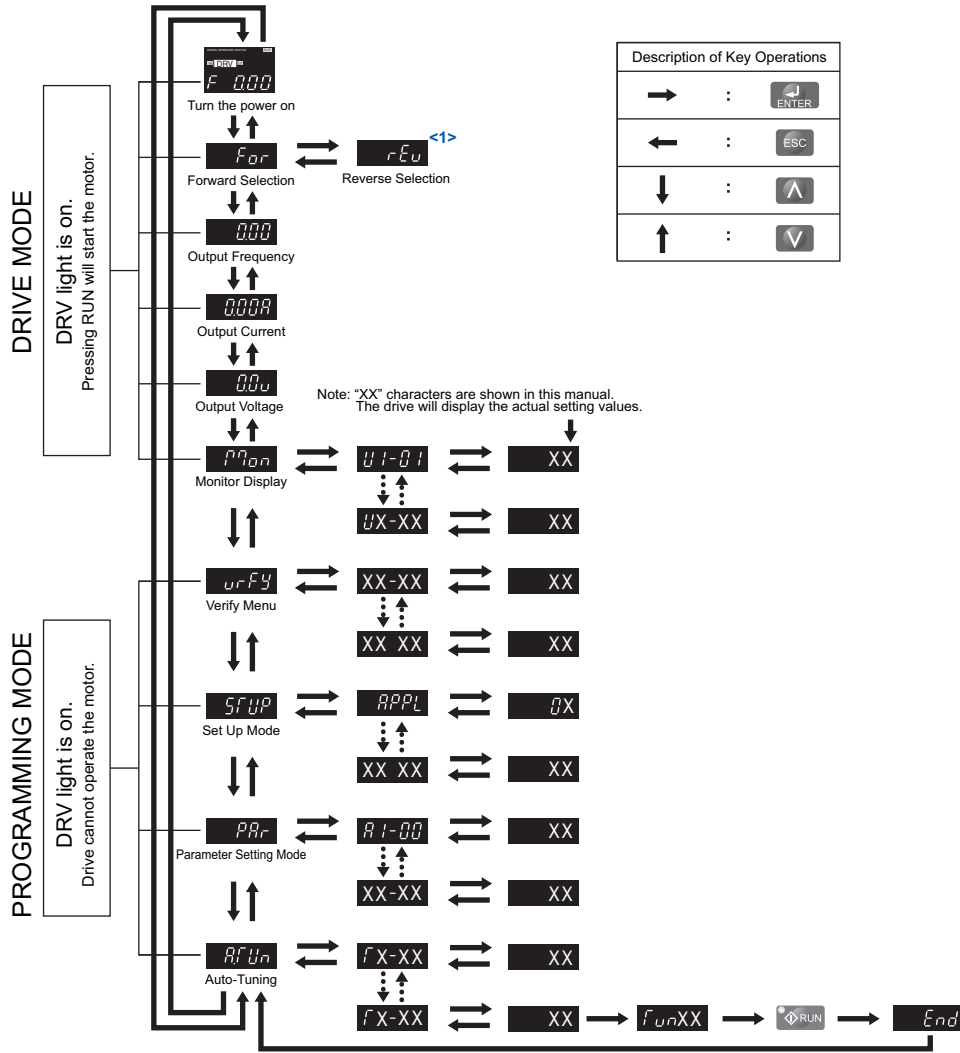 DRIVE MODE
DRV light is on.
Pressing RUN will start the motor.
DRV
F 0.00
Turn the power on
For
rEv
<1>
Forward Selection
Reverse Selection
0.00
Output Frequency
0.00A
Output Current
0.0v
Output Voltage
Note: “XX” characters are shown in this manual.
The drive will display the actual setting values.
Mon
U1-01
XX
Monitor Display
UX-XX
XX
Description of Key Operations
:
ENTER
:
ESC
:
Λ
:
V
PROGRAMMING MODE
DRV light is on.
Drive cannot operate the motor.
vrFY
XX-XX
XX
Verify Menu
XX XX
XX
STUP
APPL
0X
Set Up Mode
XX XX
XX
PAr
A1-00
XX
Parameter Setting Mode
XX-XX
XX
A.TUn
TX-XX
XX
Auto-Tuning
TX-XX
XX
TunXX
RUN
End